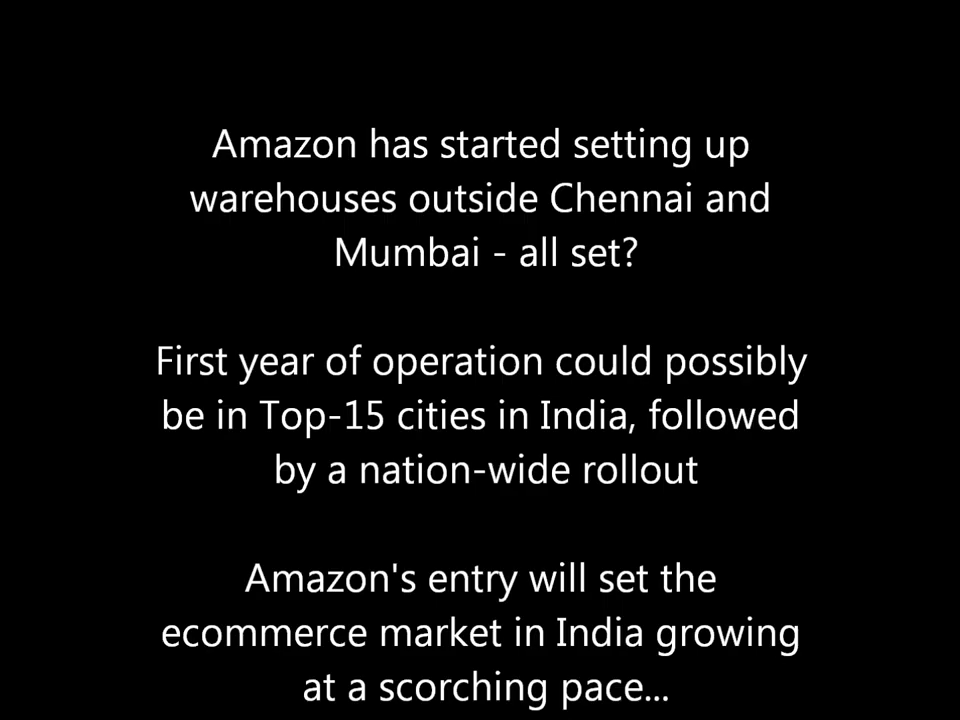 Amazon has started setting up
warehouses outside Chennai and
Mumbai - all set?
First year of operation could possibly
be in Top-15 cities in India, followed
by a nation-wide rollout
Amazon's entry will set the
ecommerce market in India growing
at a scorching pace...